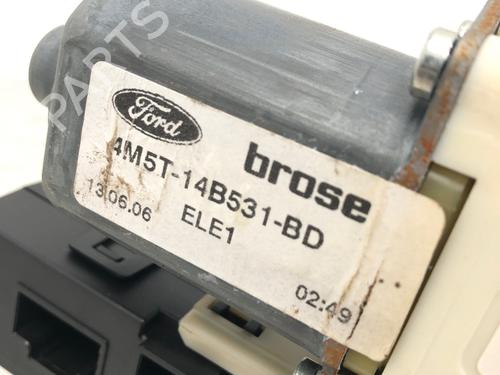 B PARTS
Ford
brose
4M5T-14B531-BD
13.06.06 ELE1
02:49